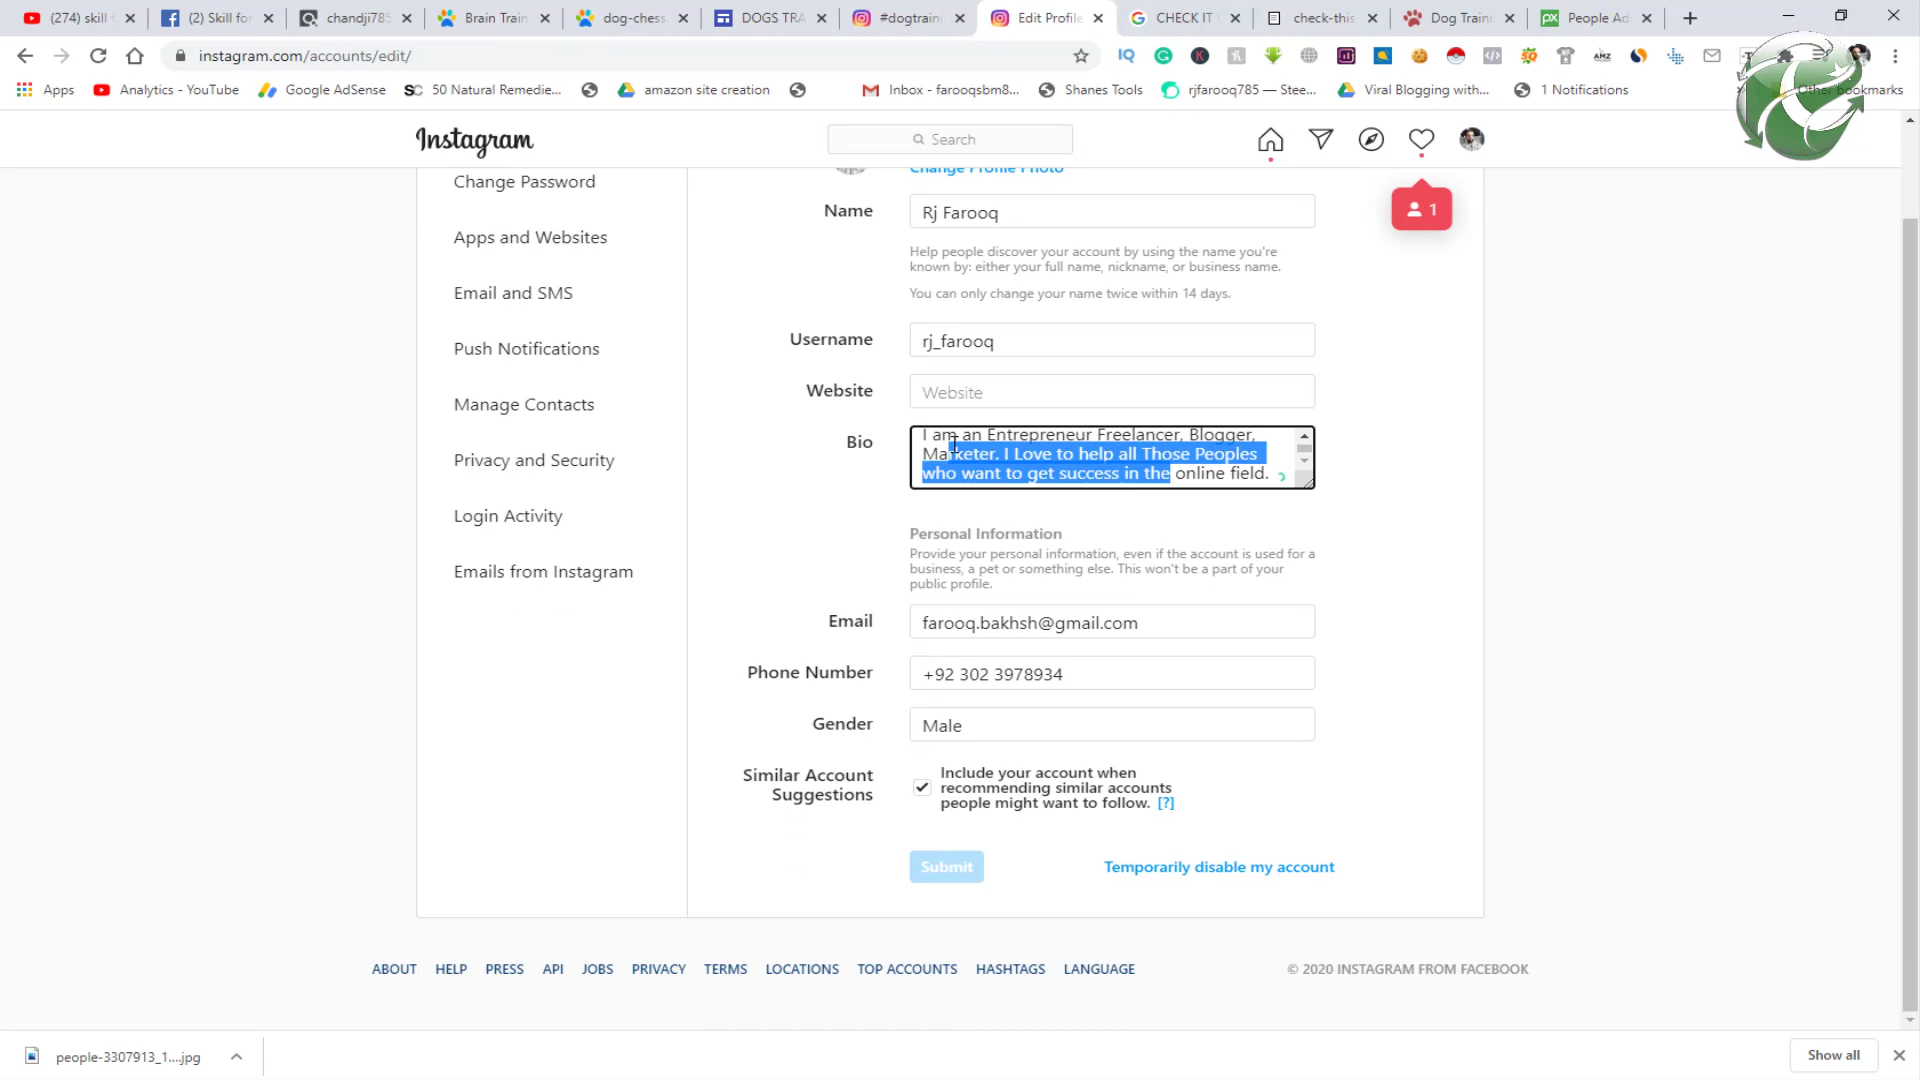 (274) skill f
(2) Skill for
chandji785
Brain Train
dog-chess
DOGS TRA
#dogtraini
Edit Profile
CHECK IT
check-this
Dog Traini
People Ad
instagram.com/accounts/edit/
Apps
Analytics - YouTube
Google AdSense
50 Natural Remedie...
amazon site creation
Inbox - farooqsbm8...
Shanes Tools
rjfarooq785 — Stee...
Viral Blogging with...
1 Notifications
Other bookmarks
Instagram
Search
Change Profile Photo
1
Change Password
Apps and Websites
Email and SMS
Push Notifications
Manage Contacts
Privacy and Security
Login Activity
Emails from Instagram
Name
Rj Farooq
Help people discover your account by using the name you're
known by: either your full name, nickname, or business name.
You can only change your name twice within 14 days.
Username
rj_farooq
Website
Website
Bio
I am an Entrepreneur Freelancer, Blogger,
Marketer. I Love to help all Those Peoples
who want to get success in the online field.
Personal Information
Provide your personal information, even if the account is used for a
business, a pet or something else. This won't be a part of your
public profile.
Email
farooq.bakhsh@gmail.com
Phone Number
+92 302 3978934
Gender
Male
Similar Account
Suggestions
Include your account when
recommending similar accounts
people might want to follow. [?]
Submit
Temporarily disable my account
ABOUT HELP PRESS API JOBS PRIVACY TERMS LOCATIONS TOP ACCOUNTS HASHTAGS LANGUAGE
© 2020 INSTAGRAM FROM FACEBOOK
people-3307913_1....jpg
Show all